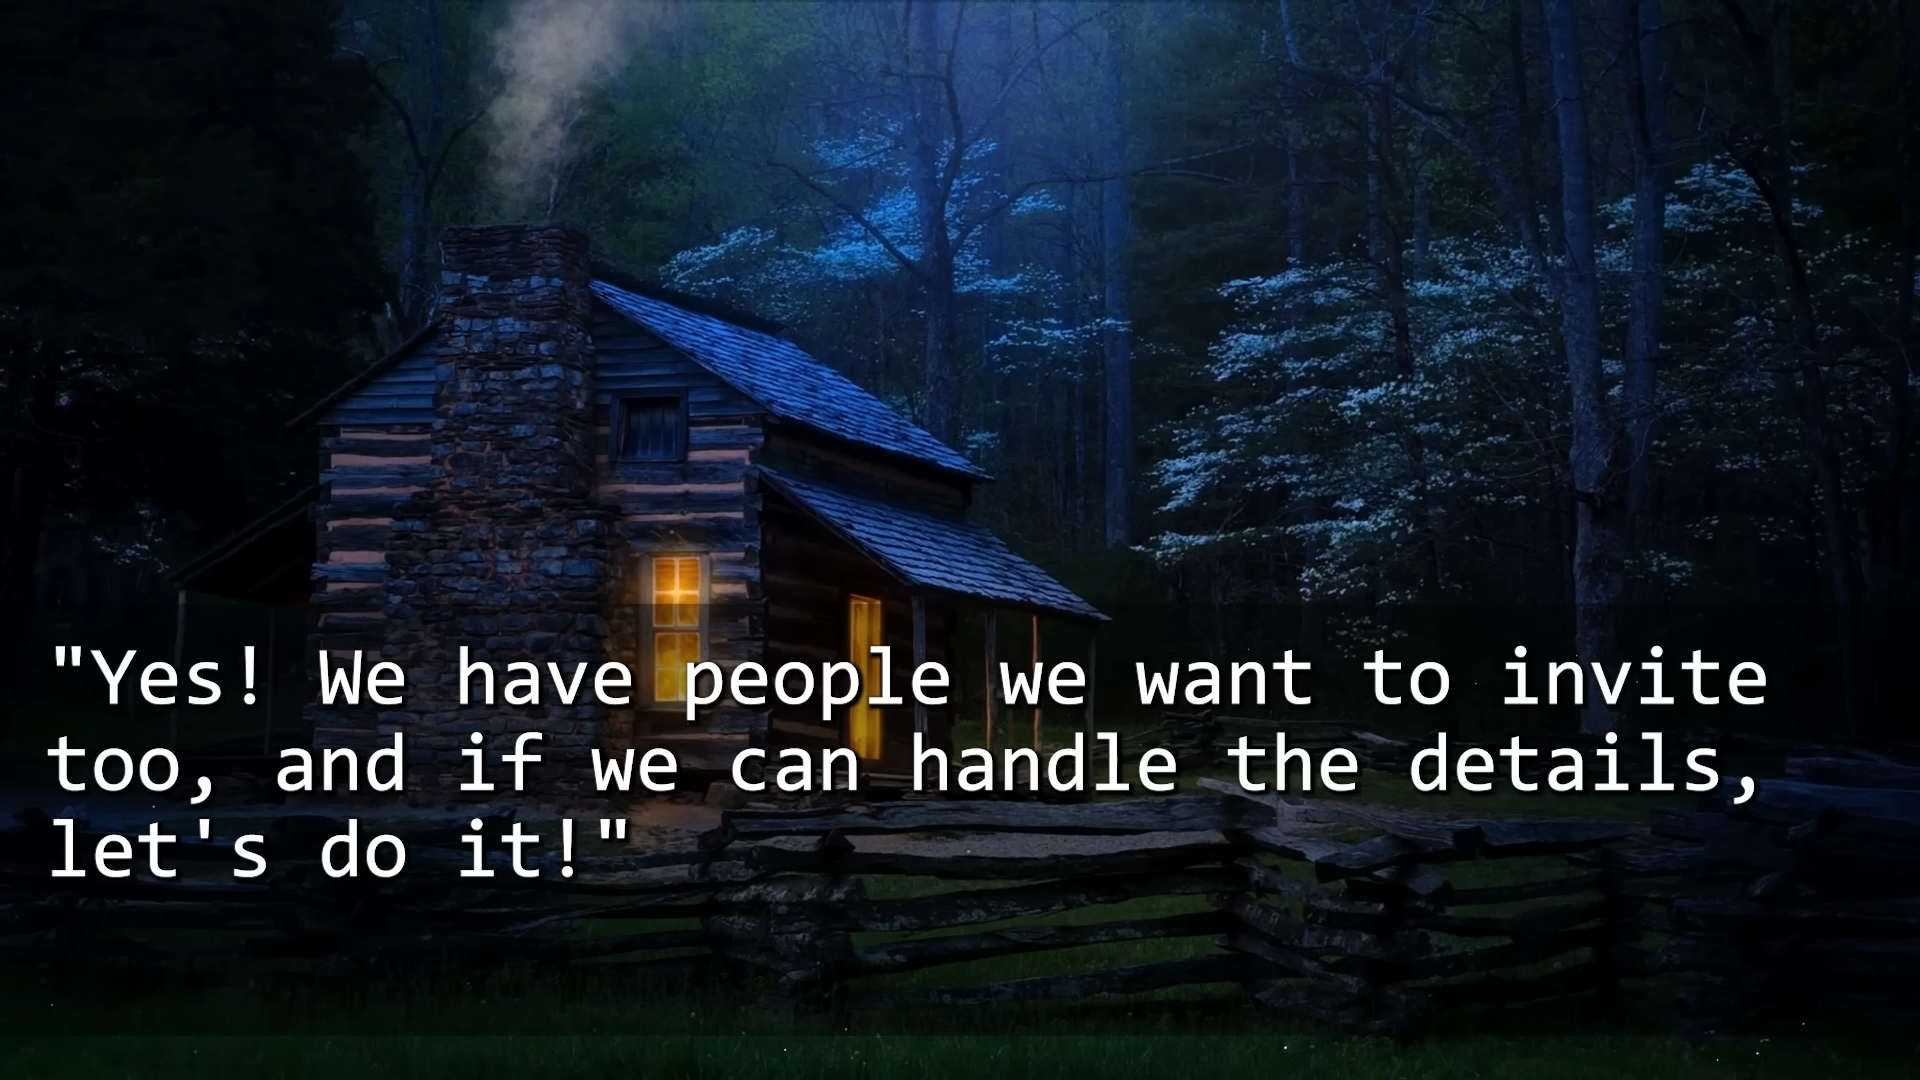 "Yes! We have people we want to invite
too, and if we can handle the details,
let's do it!"